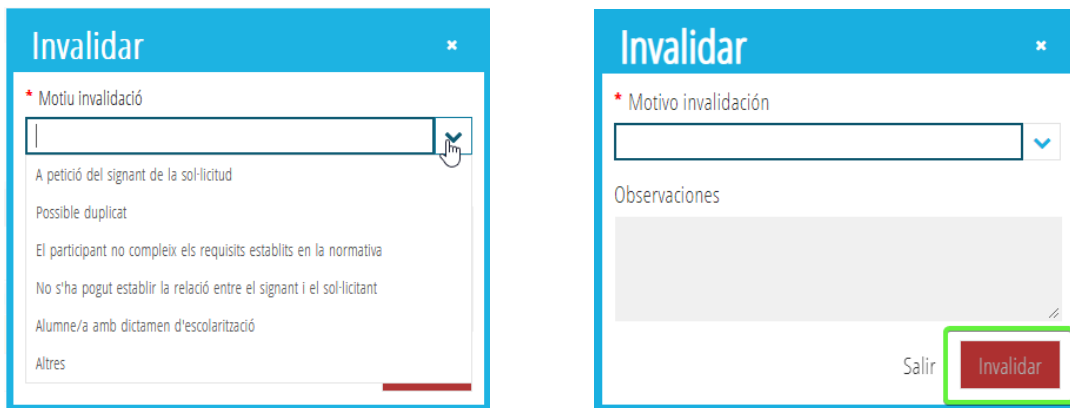 Invalidar
* Motiu invalidació
A petició del signant de la sol·licitud
Possible duplicat
El participant no compleix els requisits establits en la normativa
No s'ha pogut establir la relació entre el signant i el sol·licitant
Alumne/a amb dictamen d'escolarització
Altres
Invalidar
* Motivo invalidación
Observaciones
Salir Invalidar